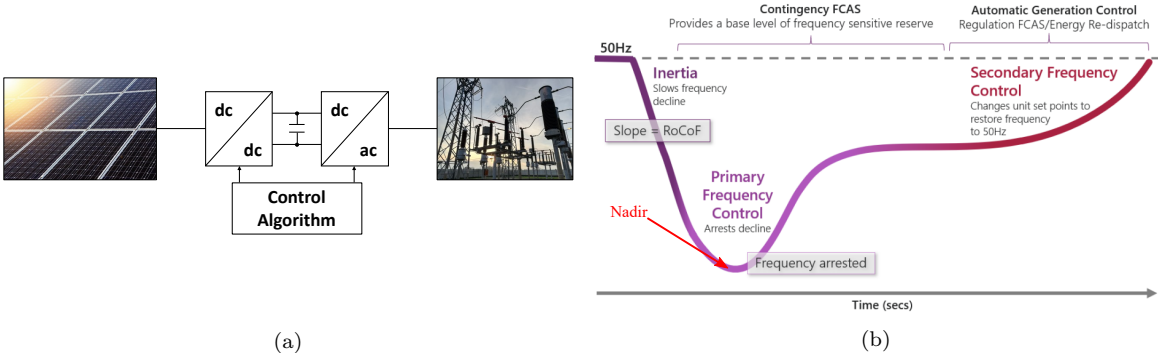 dc
dc
dc
ac
Control
Algorithm
(a)
Contingency FCAS
Provides a base level of frequency sensitive reserve
Automatic Generation Control
Regulation FCAS/Energy Re-dispatch
50Hz
Inertia
Slows frequency
decline
Slope = RoCoF
Primary
Frequency
Control
Arrests decline
Nadir
Frequency arrested
Secondary Frequency
Control
Changes unit set points to
restore frequency
to 50Hz
Time (secs)
(b)